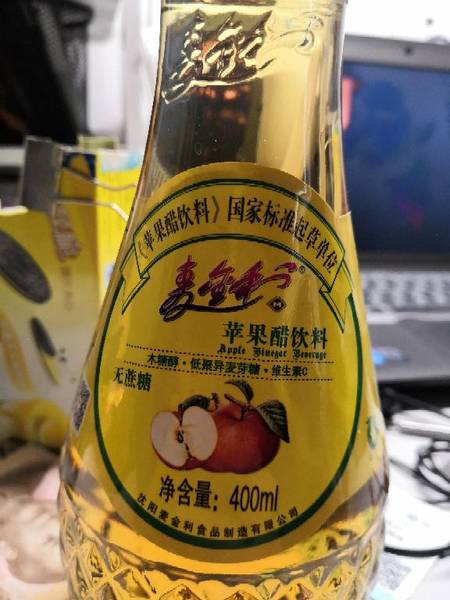 麦金利
《苹果醋饮料》国家标准起草单位
麦金利®
苹果醋饮料
Apple Vinegar Beverage
木糖醇·低聚异麦芽糖·维生素C
无蔗糖
净含量：400ml
沈阳麦金利食品制造有限公司